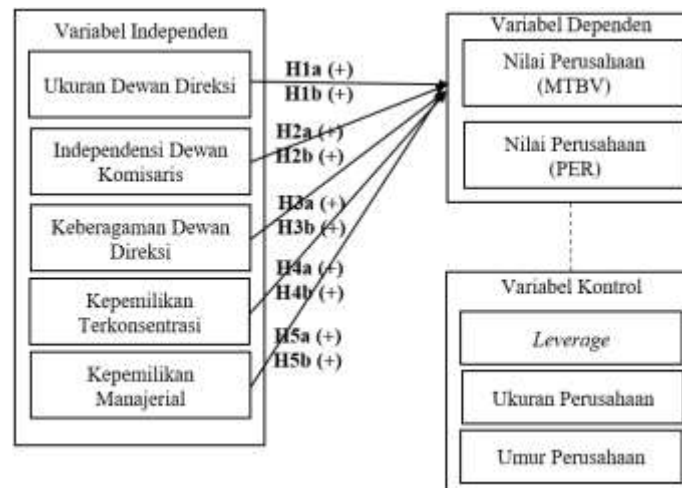 Variabel Independen
Ukuran Dewan Direksi
Independensi Dewan
Komisaris
Keberagaman Dewan
Direksi
Kepemilikan
Terkonsentrasi
Kepemilikan
Manajerial
H1a (+)
H1b (+)
H2a (+)
H2b (+)
H3a (+)
H3b (+)
H4a (+)
H4b (+)
H5a (+)
H5b (+)
Variabel Dependen
Nilai Perusahaan
(MTBV)
Nilai Perusahaan
(PER)
Variabel Kontrol
Leverage
Ukuran Perusahaan
Umur Perusahaan